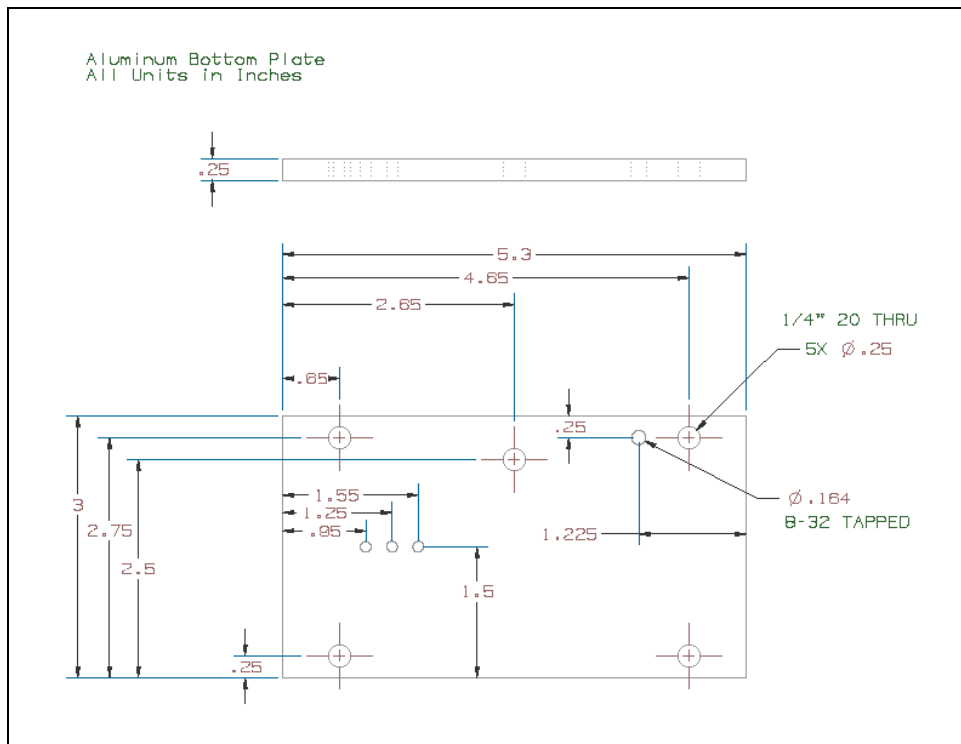 Aluminum Bottom Plate
All Units in Inches
.25
5.3
4.65
2.65
1/4" 20 THRU
5X Ø.25
.65
.25
1.55
Ø.164
3
1.25
8-32 TAPPED
2.75
.95
1.225
2.5
1.5
.25